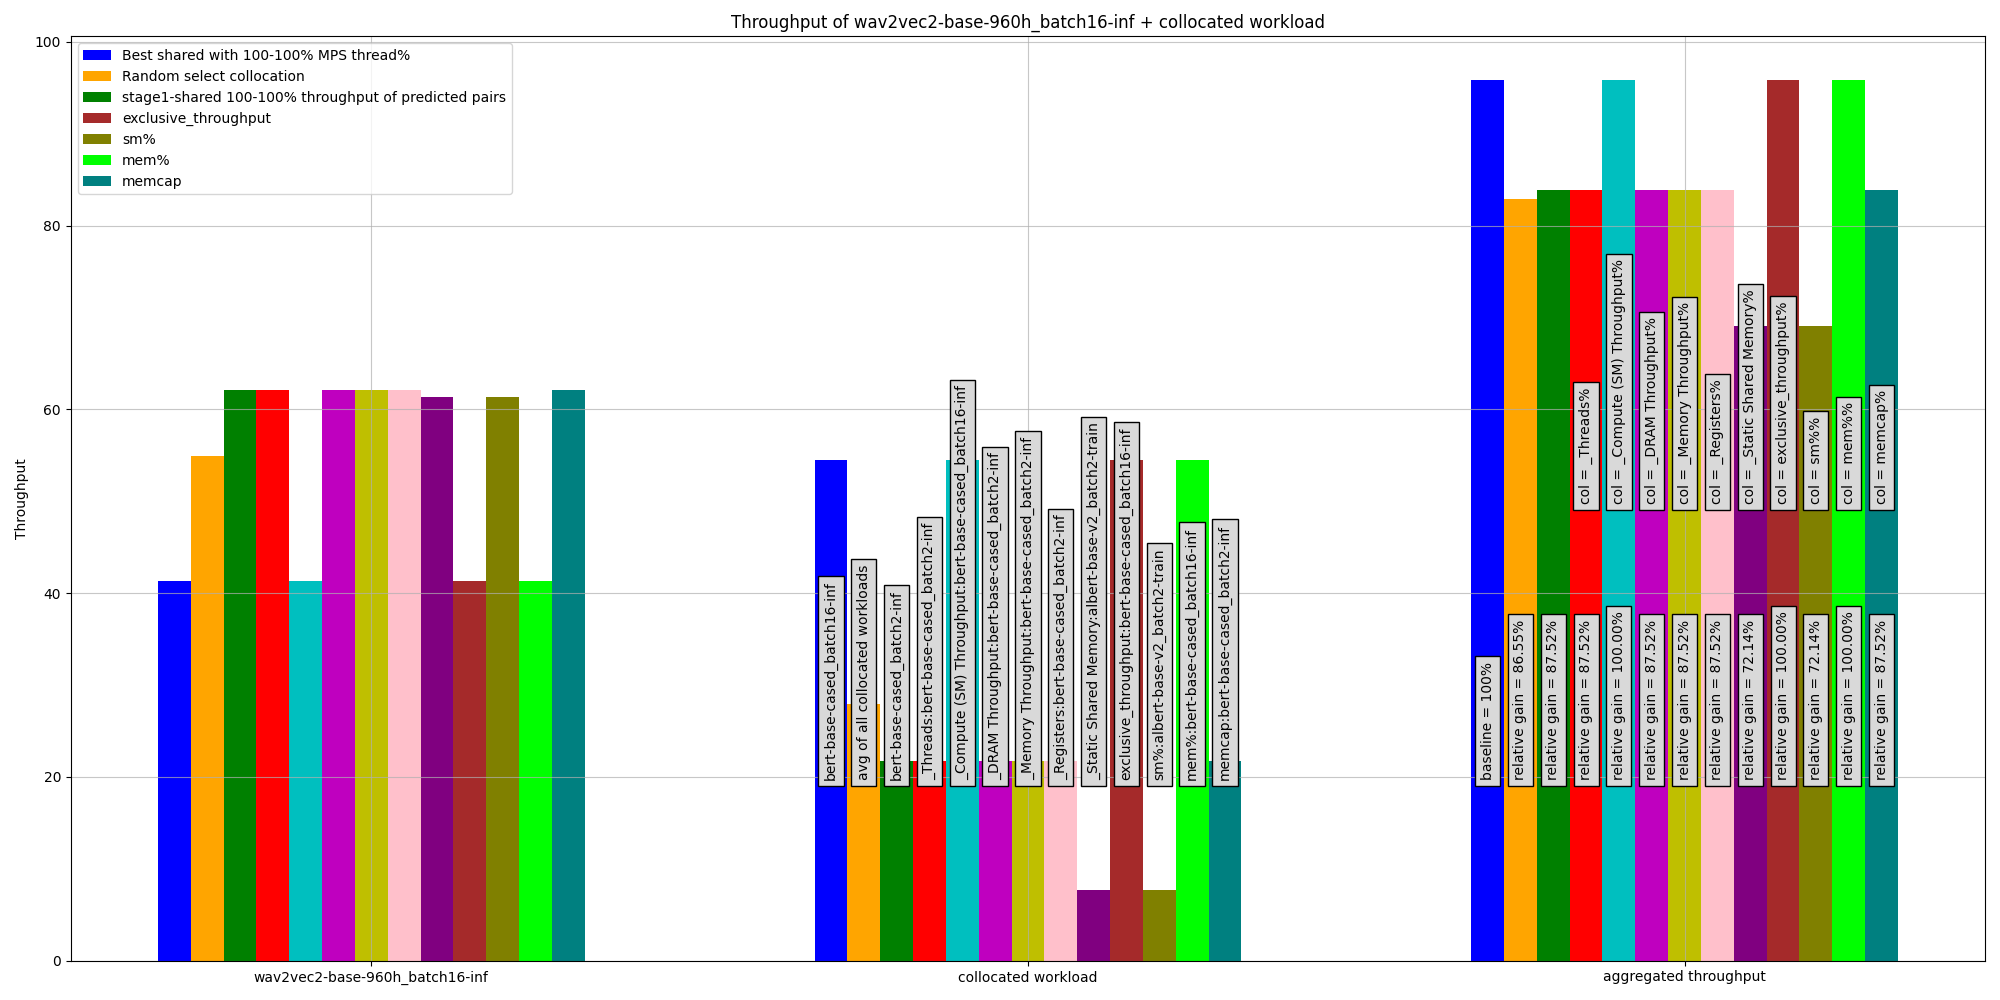 Throughput of wav2vec2-base-960h_batch16-inf + collocated workload
Throughput
100
80
60
40
20
0
Best shared with 100-100% MPS thread%
Random select collocation
stage1-shared 100-100% throughput of predicted pairs
exclusive_throughput
sm%
mem%
memcap
bert-base-cased_batch16-inf
avg of all collocated workloads
bert-base-cased_batch2-inf
_Threads:bert-base-cased_batch2-inf
_Compute (SM) Throughput:bert-base-cased_batch16-inf
_DRAM Throughput:bert-base-cased_batch2-inf
_Memory Throughput:bert-base-cased_batch2-inf
_Registers:bert-base-cased_batch2-inf
_Static Shared Memory:albert-base-v2_batch2-train
exclusive_throughput:bert-base-cased_batch16-inf
sm%:albert-base-v2_batch2-train
mem%:bert-base-cased_batch16-inf
memcap:bert-base-cased_batch2-inf
col = _Threads%
col = _Compute (SM) Throughput%
col = _DRAM Throughput%
col = _Memory Throughput%
col = _Registers%
col = _Static Shared Memory%
col = exclusive_throughput%
col = sm%%
col = mem%%
col = memcap%
baseline = 100%
relative gain = 86.55%
relative gain = 87.52%
relative gain = 87.52%
relative gain = 100.00%
relative gain = 87.52%
relative gain = 87.52%
relative gain = 87.52%
relative gain = 72.14%
relative gain = 100.00%
relative gain = 72.14%
relative gain = 100.00%
relative gain = 87.52%
wav2vec2-base-960h_batch16-inf
collocated workload
aggregated throughput